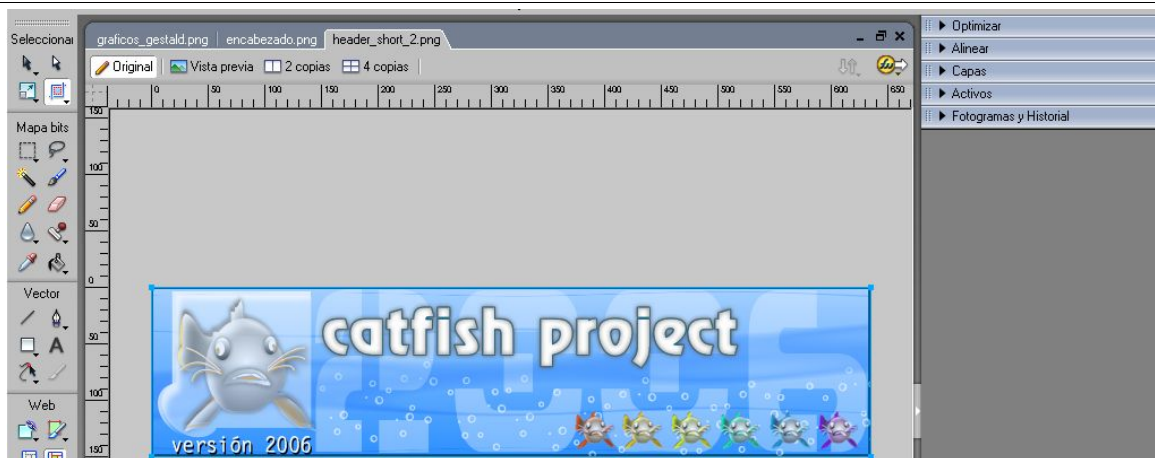 Seleccionar
graficos_gestald.png encabezado.png header_short_2.png
Original Vista previa 2 copias 4 copias
0 50 100 150 200 250 300 350 400 450 500 550 600 650
Mapa bits
Vector
Web
150
100
50
0
50
100
150
catfish project
2006
versión 2006
Optimizar
Alinear
Capas
Activos
Fotogramas y Historial